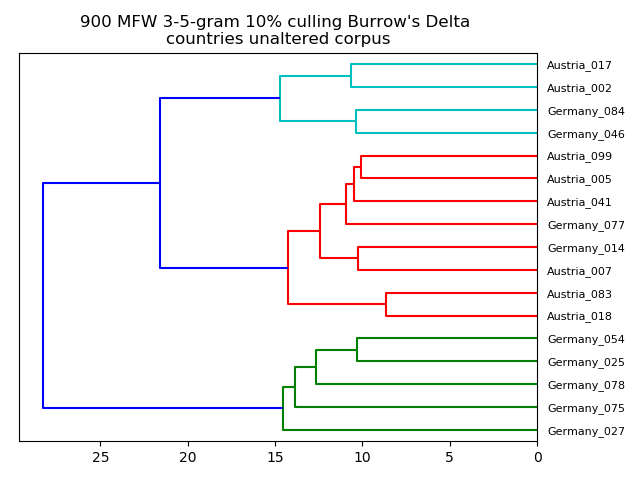 900 MFW 3-5-gram 10% culling Burrow's Delta
countries unaltered corpus
Austria_017
Austria_002
Germany_084
Germany_046
Austria_099
Austria_005
Austria_041
Germany_077
Germany_014
Austria_007
Austria_083
Austria_018
Germany_054
Germany_025
Germany_078
Germany_075
Germany_027
25 20 15 10 5 0